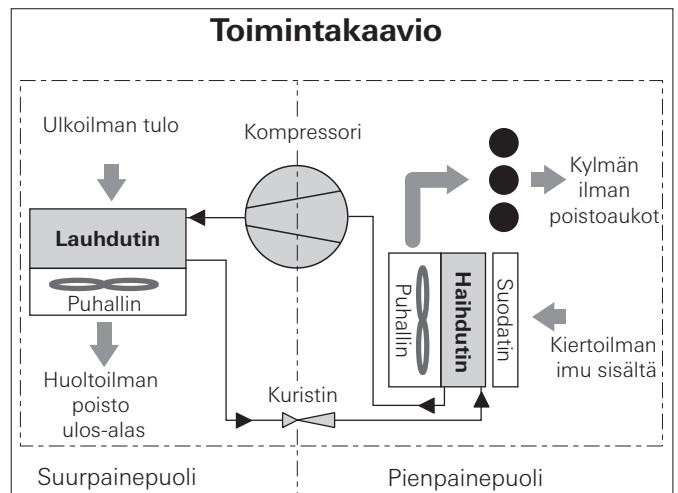 Toimintakaavio
Ulkoilman tulo
Kompressori
Kylmän
ilman
poistoaukot
Lauhdutin
Puhallin
Puhallin
Haihdutin
Suodatin
Kiertoilman
imu sisältä
Huoltoilman
poisto
ulos-alas
Kuristin
Suurpainepuoli
Pienpainepuoli